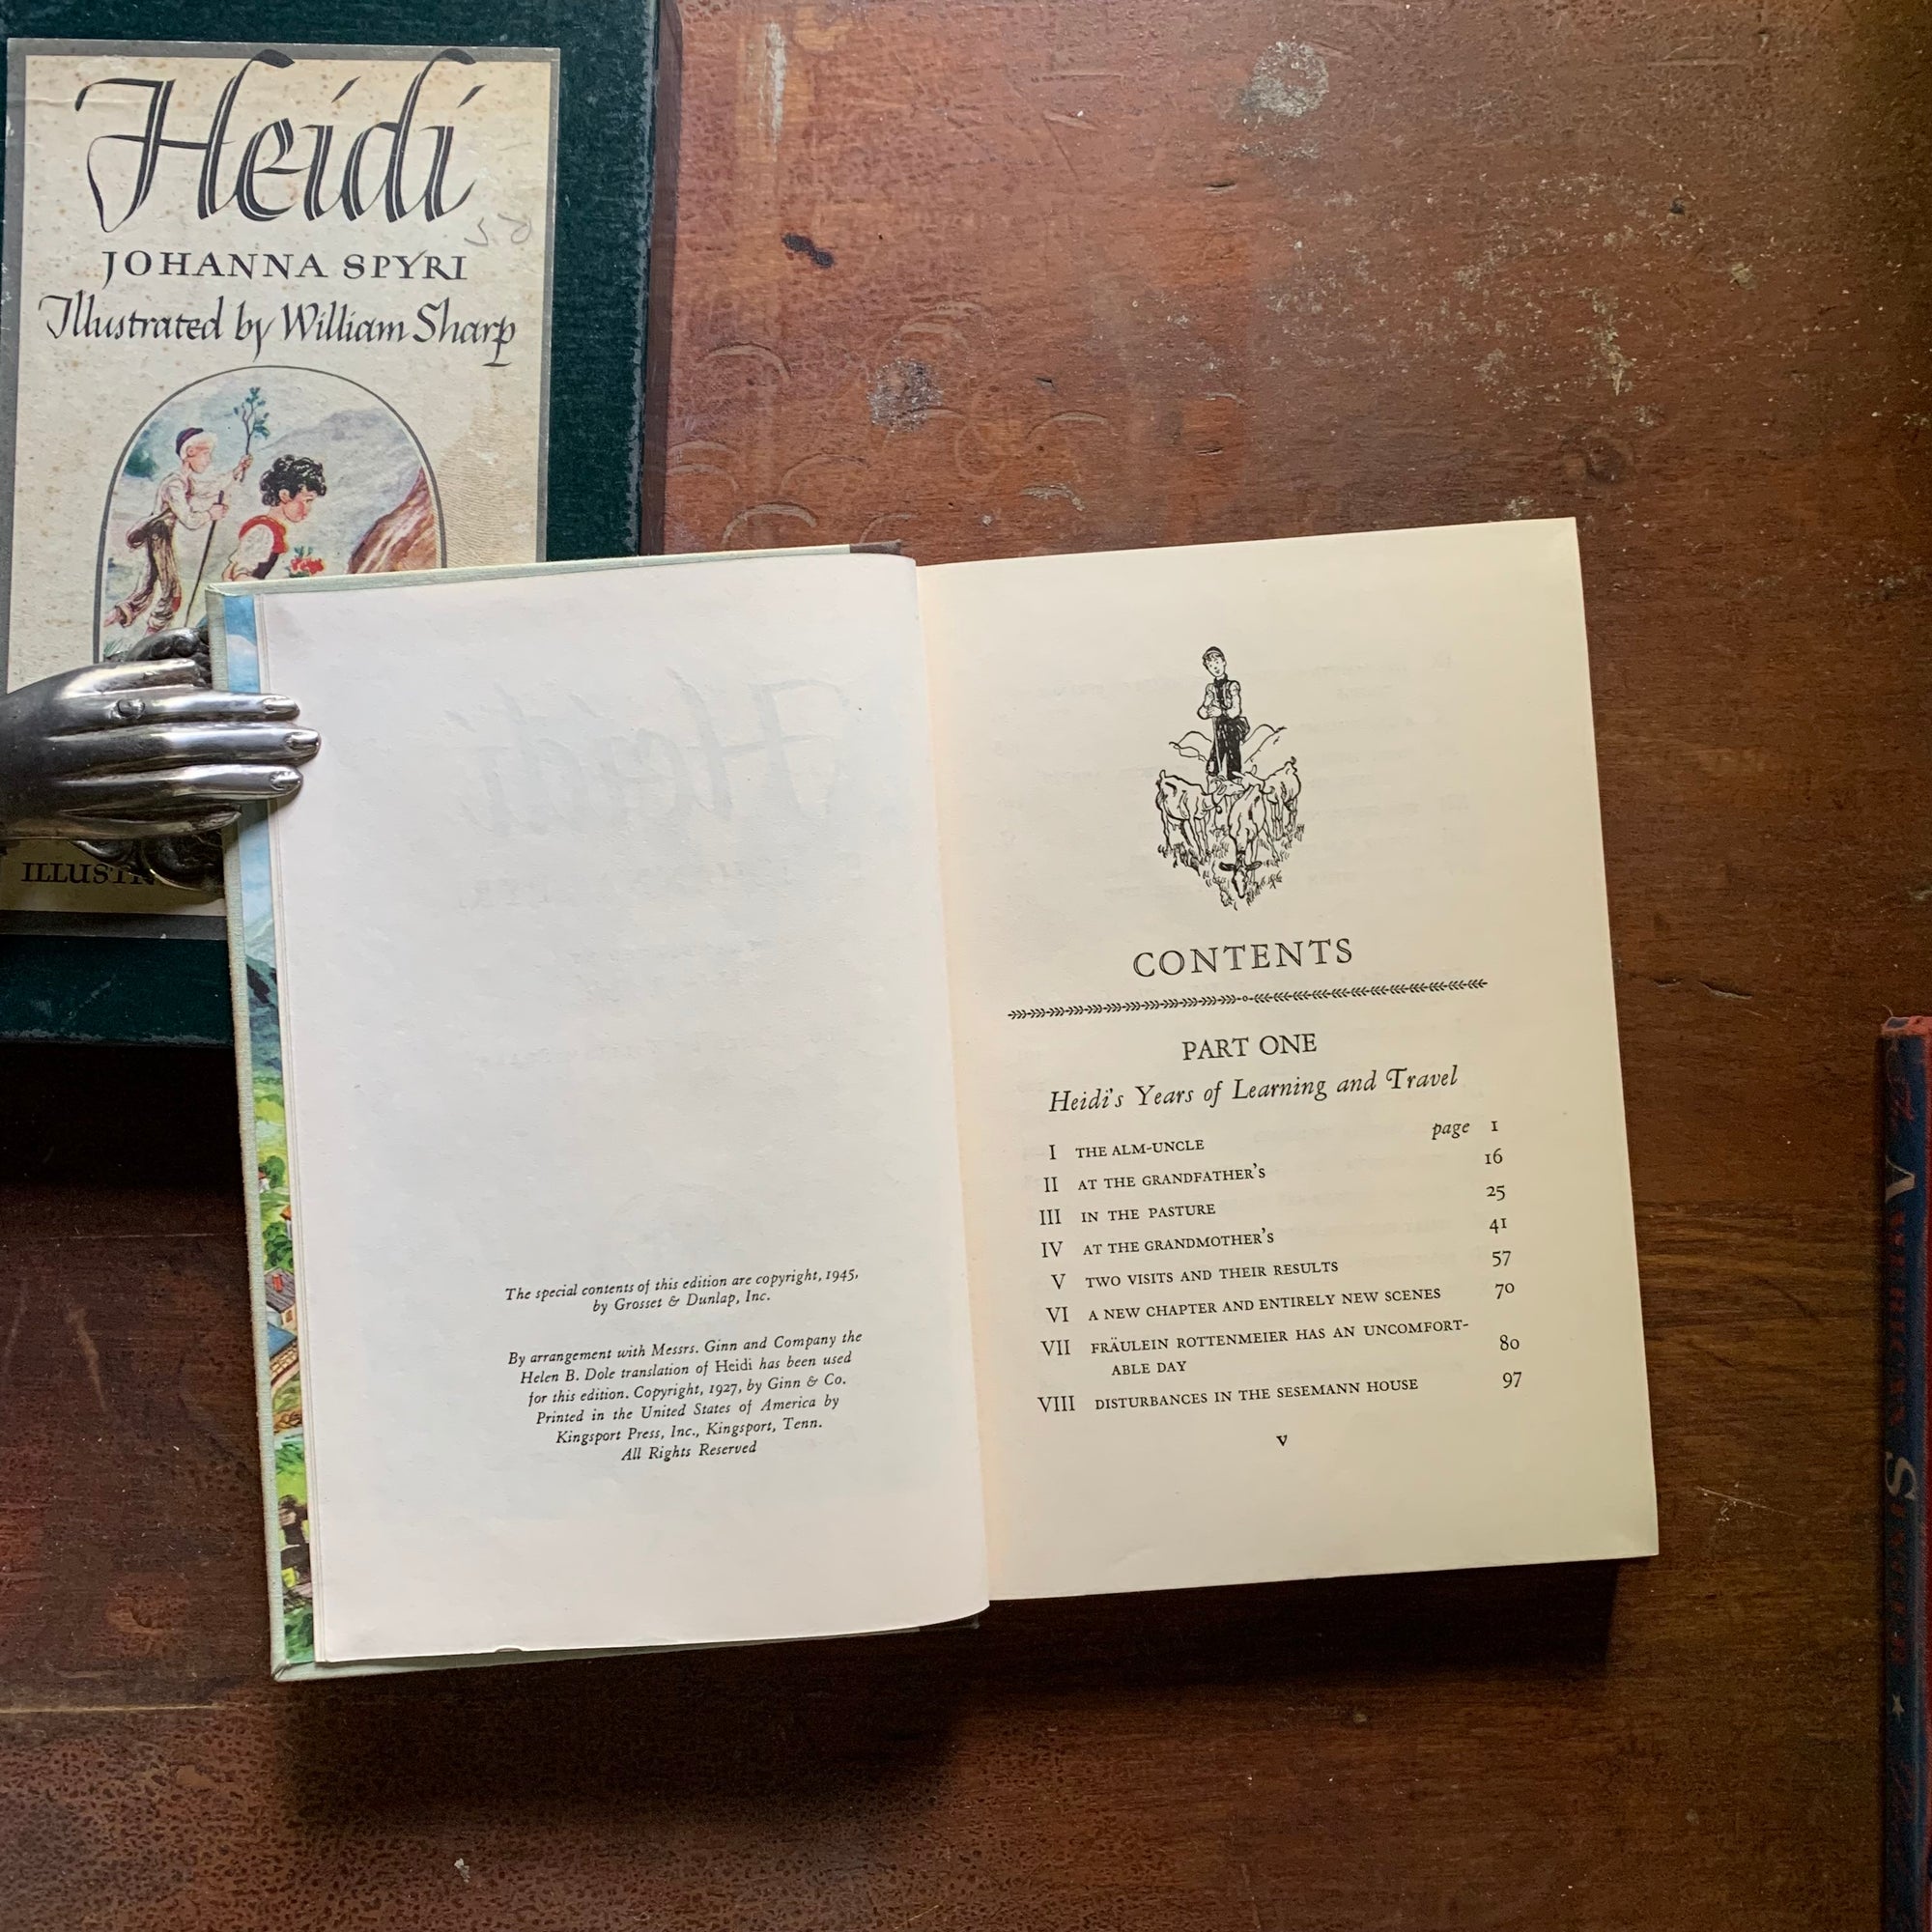 Heidi
JOHANNA SPYRI
Illustrated by William Sharp
The special contents of this edition are copyright, 1945,
by Grosset & Dunlap, Inc.
By arrangement with Messrs. Ginn and Company the
Helen B. Dole translation of Heidi has been used
for this edition. Copyright, 1927, by Ginn & Co.
Printed in the United States of America by
Kingsport Press, Inc., Kingsport, Tenn.
All Rights Reserved
CONTENTS
PART ONE
Heidi's Years of Learning and Travel
I THE ALM-UNCLE page 1
II AT THE GRANDFATHER'S 16
III IN THE PASTURE 25
IV AT THE GRANDMOTHER'S 41
V TWO VISITS AND THEIR RESULTS 57
VI A NEW CHAPTER AND ENTIRELY NEW SCENES 70
VII FRÄULEIN ROTTENMEIER HAS AN UNCOMFORT-
ABLE DAY 80
VIII DISTURBANCES IN THE SESEMANN HOUSE 97
v